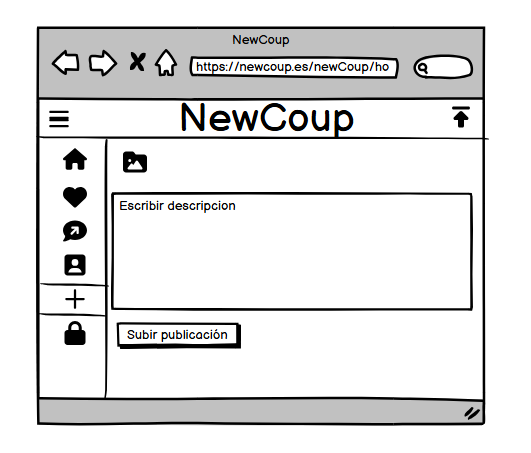 NewCoup
https://newcoup.es/newCoup/ho
NewCoup
Escribir descripcion
Subir publicación